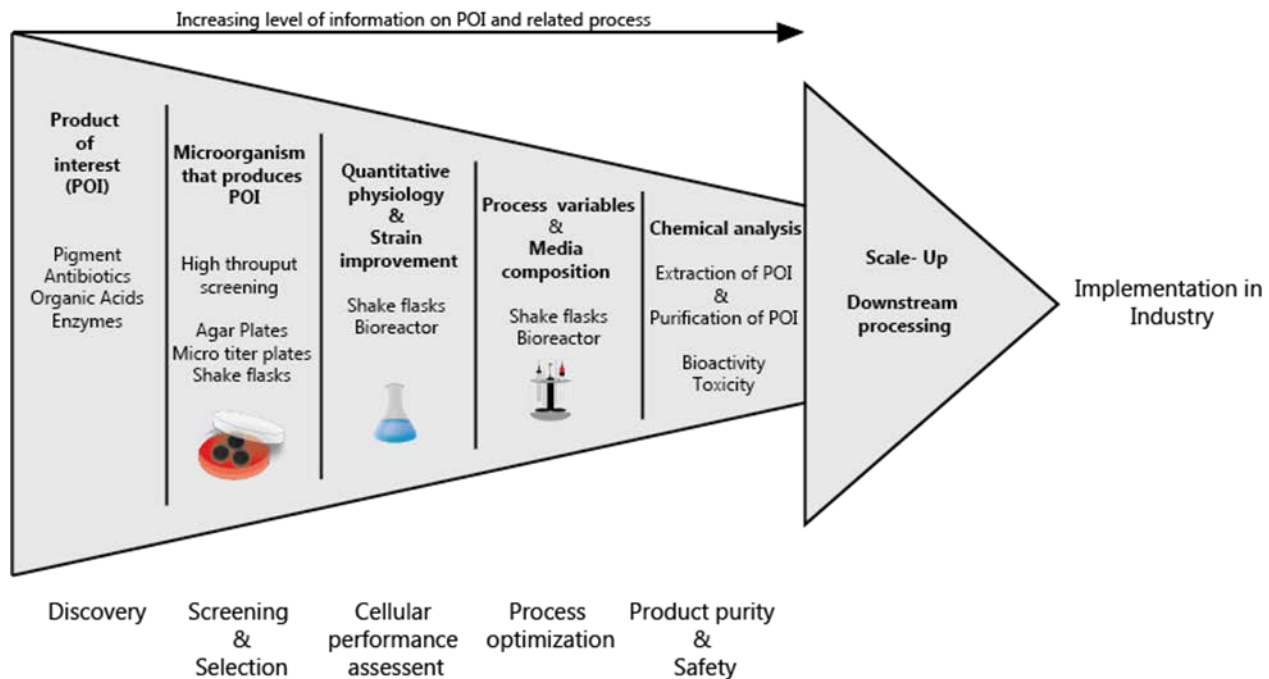 Increasing level of information on POI and related process
Product
of
interest
(POI)
Pigment
Antibiotics
Organic Acids
Enzymes
Microorganism
that produces
POI
High throuput
screening
Agar Plates
Micro titer plates
Shake flasks
Quantitative
physiology
&
Strain
improvement
Shake flasks
Bioreactor
Process variables
&
Media
composition
Shake flasks
Bioreactor
Chemical analysis
Extraction of POI
&
Purification of POI
Bioactivity
Toxicity
Scale- Up
Downstream
processing
Implementation in
Industry
Discovery
Screening
&
Selection
Cellular
performance
assessent
Process
optimization
Product purity
&
Safety